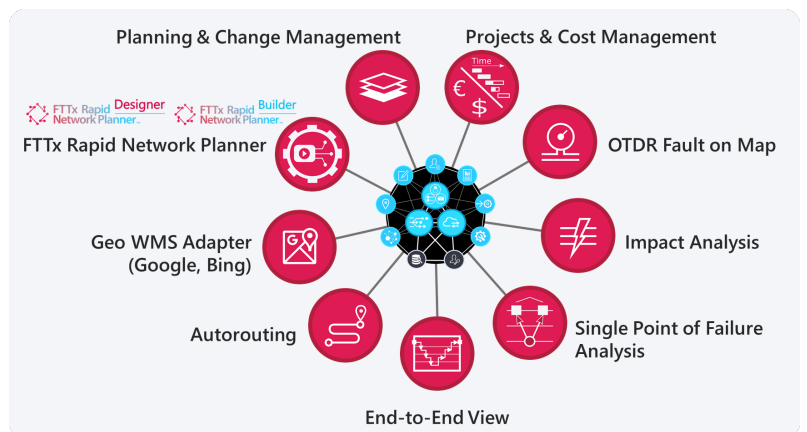 Planning & Change Management
Projects & Cost Management
Time
€
$
FTTx Rapid Designer
Network Planner
FTTx Rapid Builder
Network Planner
FTTx Rapid Network Planner
OTDR Fault on Map
Geo WMS Adapter
(Google, Bing)
G
Impact Analysis
Autorouting
Single Point of Failure
Analysis
End-to-End View